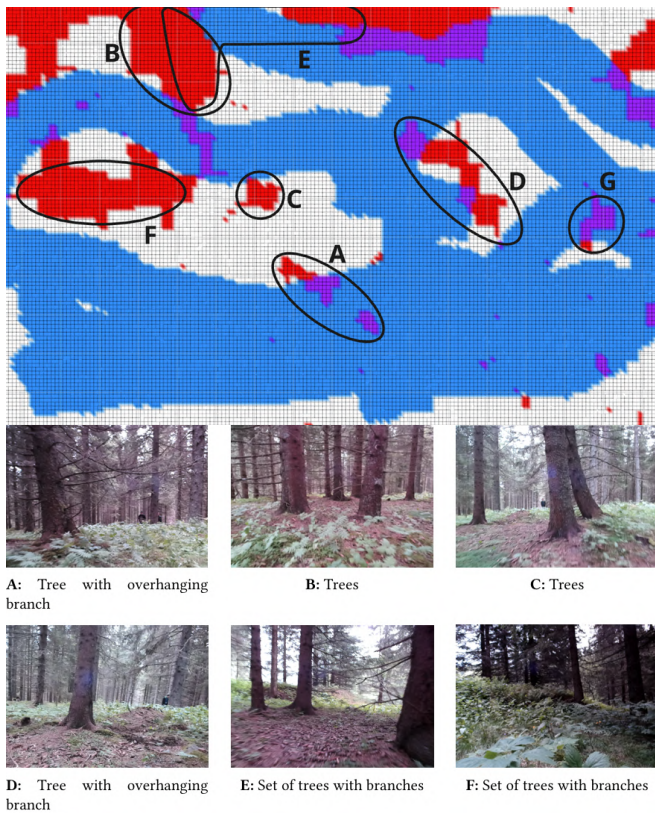 B
E
D
G
C
F
A
A: Tree with overhanging
branch
B: Trees
C: Trees
D: Tree with overhanging
branch
E: Set of trees with branches
F: Set of trees with branches